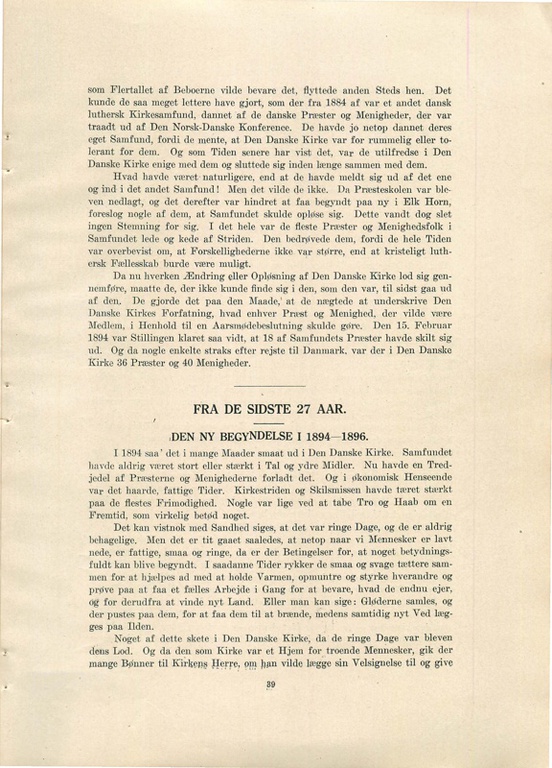 som Flertallet af Beboerne vilde bevare det, flyttede anden Steds hen. Det
kunde de saa meget lettere have gjort, som der fra 1884 af var et andet dansk
luthersk Kirkesamfund, dannet af de danske Præster og Menigheder, der var
traadt ud af Den Norsk-Danske Konference. De havde jo netop dannet deres
eget Samfund, fordi de mente, at Den Danske Kirke var for rummelig eller to-
lerant for dem. Og som Tiden senere har vist det, var de utilfredse i Den
Danske Kirke enige med dem og sluttede sig inden længe sammen med dem.
Hvad havde været naturligere, end at de havde meldt sig ud af det ene
og ind i det andet Samfund! Men det vilde de ikke. Da Præsteskolen var ble-
ven nedlagt, og det derefter var hindret at faa begyndt paa ny i Elk Horn,
foreslog nogle af dem, at Samfundet skulde opløse sig. Dette vandt dog slet
ingen Stemning for sig. I det hele var de fleste Præster og Menighedsfolk i
Samfundet lede og kede af Striden. Den bedrøvede dem, fordi de hele Tiden
var overbevist om, at Forskellighederne ikke var større, end at kristeligt luth-
ersk Fællesskab burde være muligt.
Da nu hverken Ændring eller Opløsning af Den Danske Kirke lod sig gen-
nemføre, maatte de, der ikke kunde finde sig i den, som den var, til sidst gaa ud
af den. De gjorde det paa den Maade, at de nægtede at underskrive Den
Danske Kirkes Forfatning, hvad enhver Præst og Menighed, der vilde være
Medlem, i Henhold til en Aarsmødebeslutning skulde gøre. Den 15. Februar
1894 var Stillingen klaret saa vidt, at 18 af Samfundets Præster havde skilt sig
ud. Og da nogle enkelte straks efter rejste til Danmark, var der i Den Danske
Kirke 36 Præster og 40 Menigheder.
FRA DE SIDSTE 27 AAR.
DEN NY BEGYNDELSE I 1894—1896.
I 1894 saa' det i mange Maader smaat ud i Den Danske Kirke. Samfundet
havde aldrig været stort eller stærkt i Tal og ydre Midler. Nu havde en Tred-
jedel af Præsterne og Menighederne forladt det. Og i økonomisk Henseende
var det haarde, fattige Tider. Kirkestriden og Skilsmissen havde tæret stærkt
paa de flestes Frimodighed. Nogle var lige ved at tabe Tro og Haab om en
Fremtid, som virkelig betød noget.
Det kan vistnok med Sandhed siges, at det var ringe Dage, og de er aldrig
behagelige. Men det er tit gaaet saaledes, at netop naar vi Mennesker er lavt
nede, er fattige, smaa og ringe, da er der Betingelser for, at noget betydnings-
fuldt kan blive begyndt. I saadanne Tider rykker de smaa og svage tættere sam-
men for at hjælpes ad med at holde Varmen, opmuntre og styrke hverandre og
prøve paa at faa et fælles Arbejde i Gang for at bevare, hvad de endnu ejer,
og for derudfra at vinde nyt Land. Eller man kan sige: Gløderne samles, og
der pustes paa dem, for at faa dem til at brænde, medens samtidig nyt Ved læg-
ges paa Ilden.
Noget af dette skete i Den Danske Kirke, da de ringe Dage var bleven
dens Lod. Og da den som Kirke var et Hjem for troende Mennesker, gik der
mange Bønner til Kirkens Herre, om han vilde lægge sin Velsignelse til og give
39